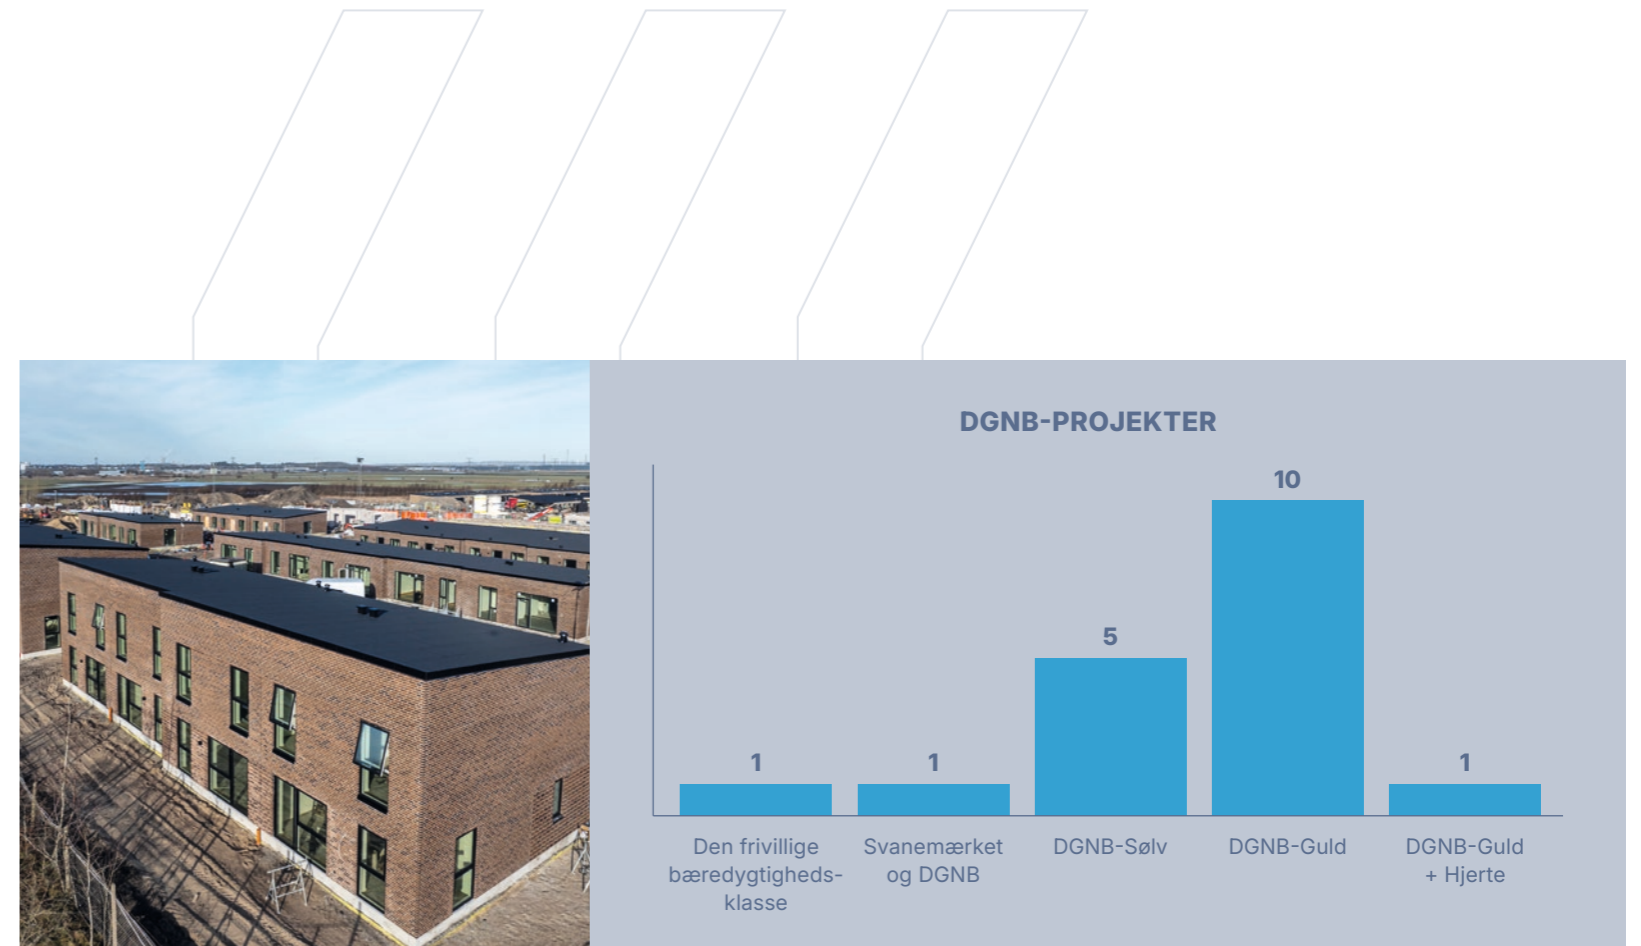 DGNB-PROJEKTER
10
5
1
1
1
Den frivillige
bæredygtigheds-
klasse
Svanemærket
og DGNB
DGNB-Sølv
DGNB-Guld
DGNB-Guld
+ Hjerte